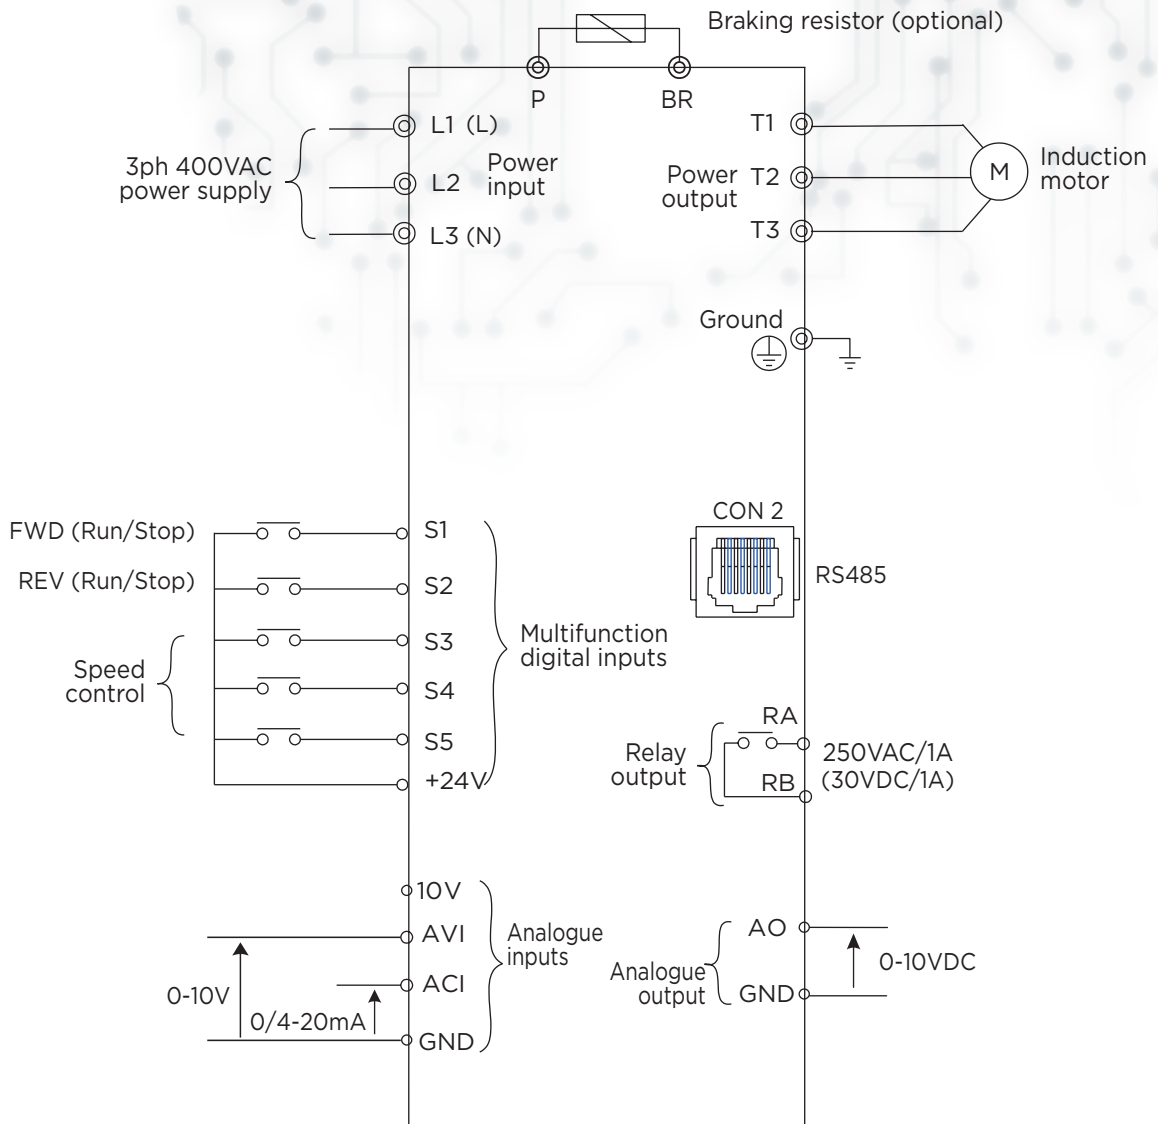 Braking resistor (optional)
P
BR
L1 (L)
L2
L3 (N)
Power
input
3ph 400VAC
power supply
T1
T2
T3
Power
output
M
Induction
motor
Ground
FWD (Run/Stop)
REV (Run/Stop)
Speed
control
S1
S2
S3
S4
S5
+24V
Multifunction
digital inputs
CON 2
RS485
RA
RB
Relay
output
250VAC/1A
(30VDC/1A)
10V
AVI
ACI
GND
Analogue
inputs
0-10V
0/4-20mA
AO
GND
Analogue
output
0-10VDC